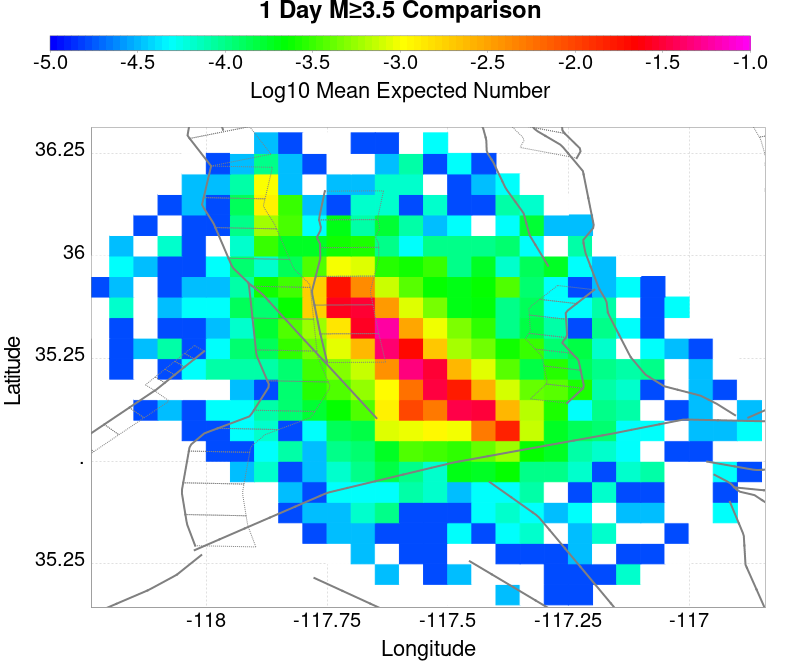 1 Day M≥3.5 Comparison
-5.0 -4.5 -4.0 -3.5 -3.0 -2.5 -2.0 -1.5 -1.0
Log10 Mean Expected Number
36.25
36
35.25
.
35.25
Latitude
-118 -117.75 -117.5 -117.25 -117
Longitude